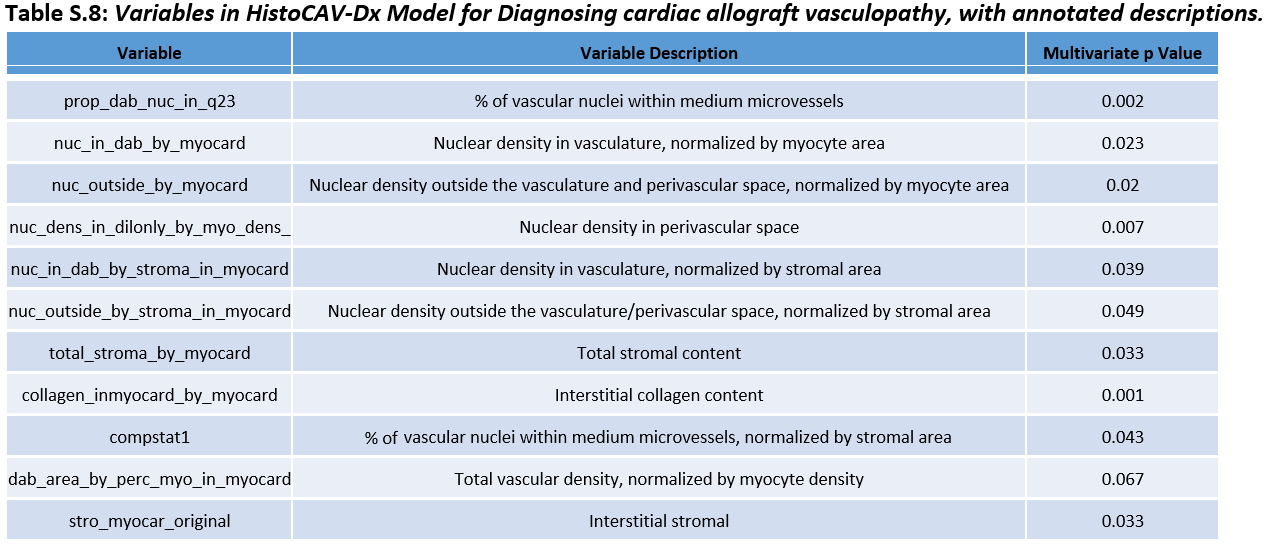 Table S.8: Variables in HistoCAV-Dx Model for Diagnosing cardiac allograft vasculopathy, with annotated descriptions.
Variable Variable Description Multivariate p Value
prop_dab_nuc_in_q23 % of vascular nuclei within medium microvessels 0.002
nuc_in_dab_by_myocard Nuclear density in vasculature, normalized by myocyte area 0.023
nuc_outside_by_myocard Nuclear density outside the vasculature and perivascular space, normalized by myocyte area 0.02
nuc_dens_in_dilonly_by_myo_dens_ Nuclear density in perivascular space 0.007
nuc_in_dab_by_stroma_in_myocard Nuclear density in vasculature, normalized by stromal area 0.039
nuc_outside_by_stroma_in_myocard Nuclear density outside the vasculature/perivascular space, normalized by stromal area 0.049
total_stroma_by_myocard Total stromal content 0.033
collagen_inmyocard_by_myocard Interstitial collagen content 0.001
compstat1 % of vascular nuclei within medium microvessels, normalized by stromal area 0.043
dab_area_by_perc_myo_in_myocard Total vascular density, normalized by myocyte density 0.067
stro_myocar_original Interstitial stromal 0.033